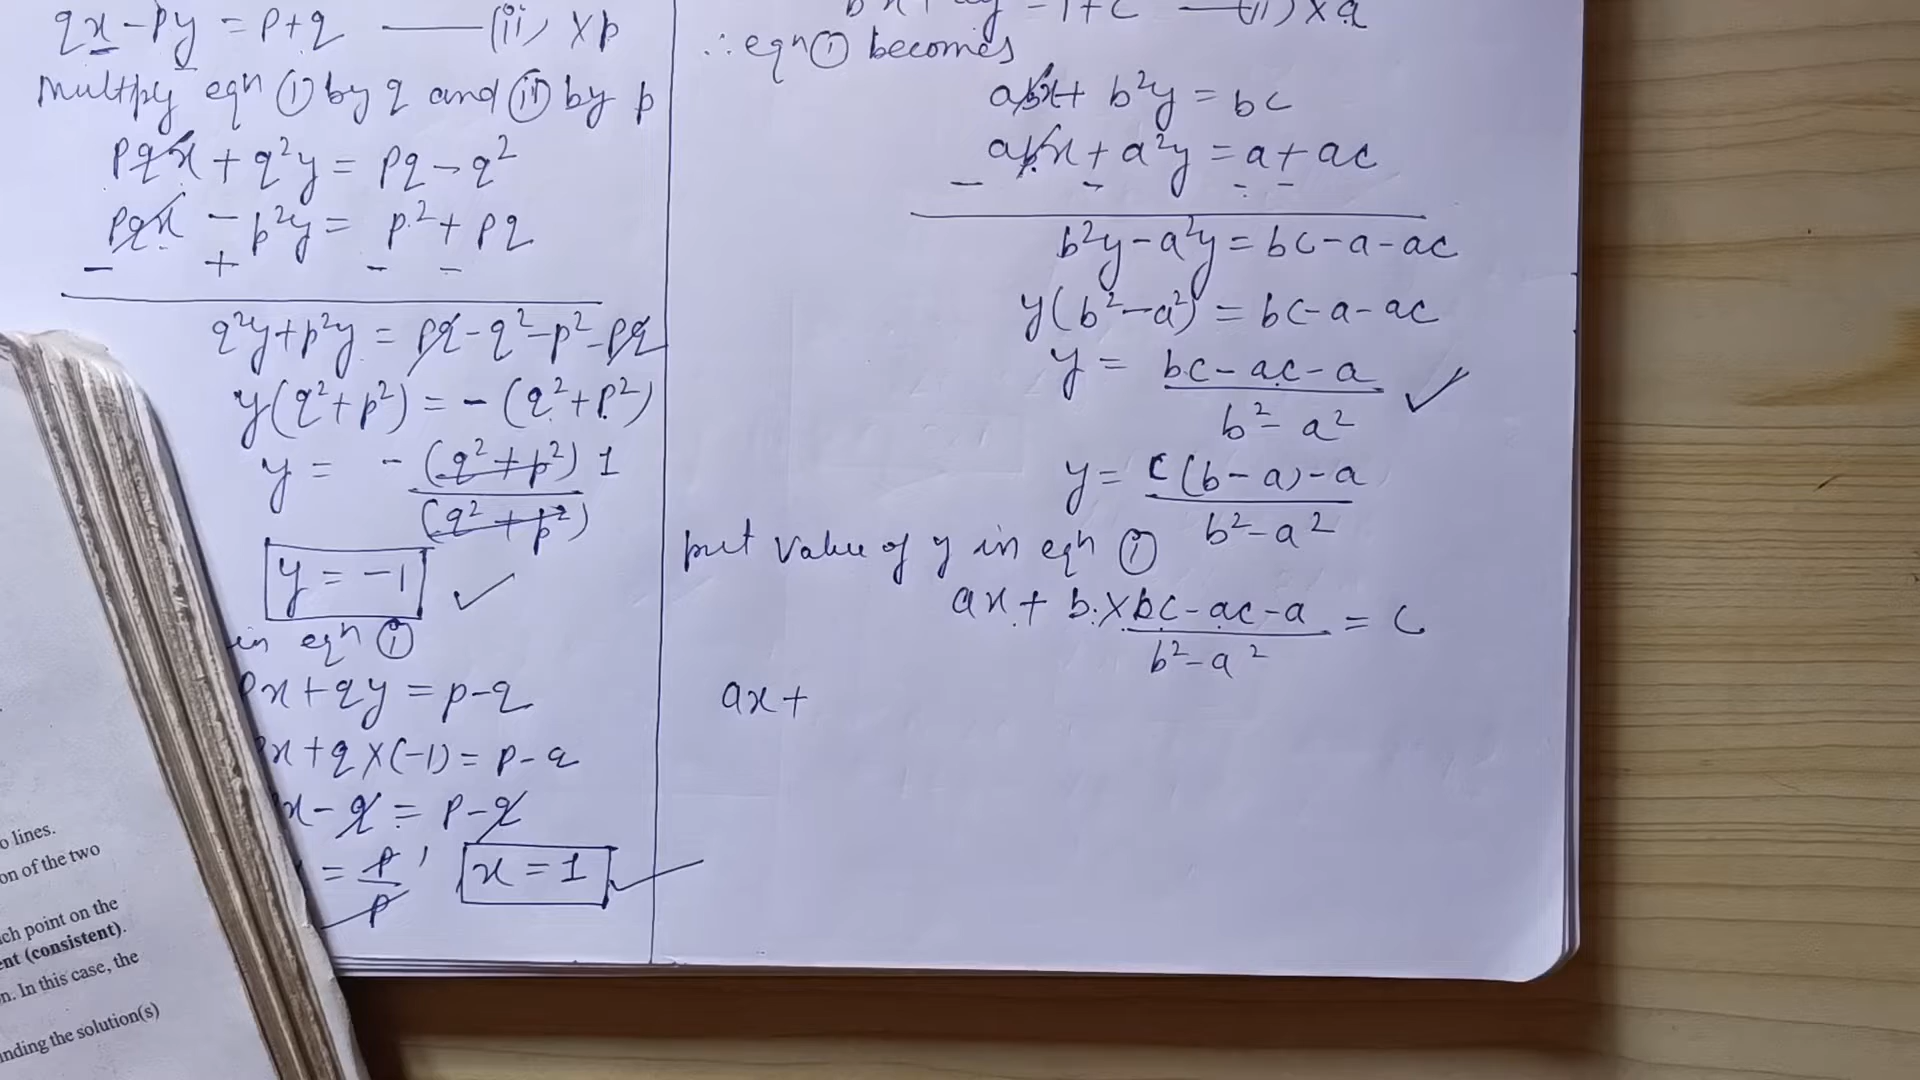 qx - py = p + q —— (ii) × p
Multply eqn (i) by q and (ii) by p
pqx + q²y = pq - q²
pqx - p²y = p² + pq
- + - -
q²y + p²y = pq - q² - p² - pq
y(q² + p²) = - (q² + p²)
y = - (q² + p²) 1
(q² + p²)
y = -1
in eqn (i)
px + qy = p - q
x + q × (-1) = p - q
x - q = p - q
= p , x = 1
p
= 1 + c —— (ii) × a
∴ eqn (i) becomes
abx + b²y = bc
abx + a²y = a + ac
- - - -
b²y - a²y = bc - a - ac
y(b² - a²) = bc - a - ac
y = bc - ac - a
b² - a²
y = c(b - a) - a
b² - a²
put value of y in eqn (i)
ax + b. × bc - ac - a = c
b² - a²
ax +
o lines.
on of the two
ch point on the
ent (consistent).
n. In this case, the
nding the solution(s)